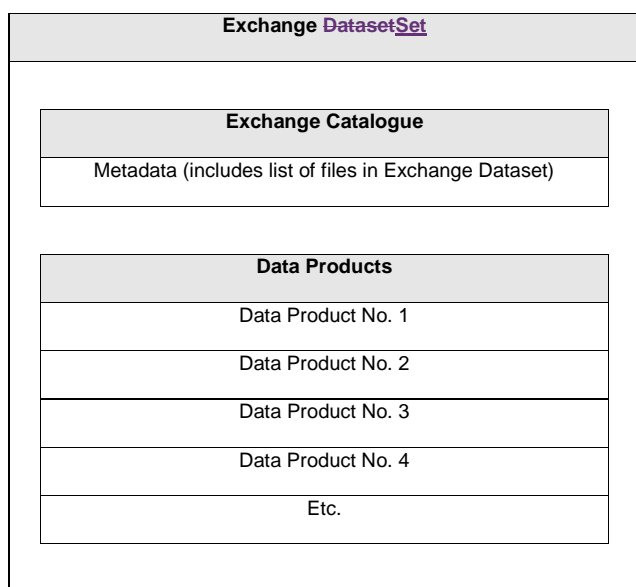 Exchange DatasetSet
Exchange Catalogue
Metadata (includes list of files in Exchange Dataset)
Data Products
Data Product No. 1
Data Product No. 2
Data Product No. 3
Data Product No. 4
Etc.